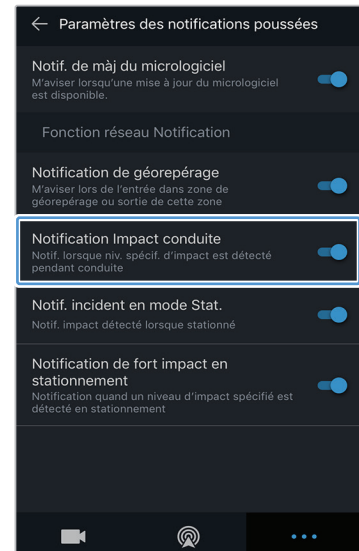 Paramètres des notifications poussées
Notif. de màj du micrologiciel
M'aviser lorsqu'une mise à jour du micrologiciel
est disponible.
Fonction réseau Notification
Notification de géorepérage
M'aviser lors de l'entrée dans zone de
géorepérage ou sortie de cette zone
Notification Impact conduite
Notif. lorsque niv. spécif. d'impact est détecté
pendant conduite
Notif. incident en mode Stat.
Notif. impact détecté lorsque stationné
Notification de fort impact en
stationnement
Notification quand un niveau d'impact spécifié est
détecté en stationnement